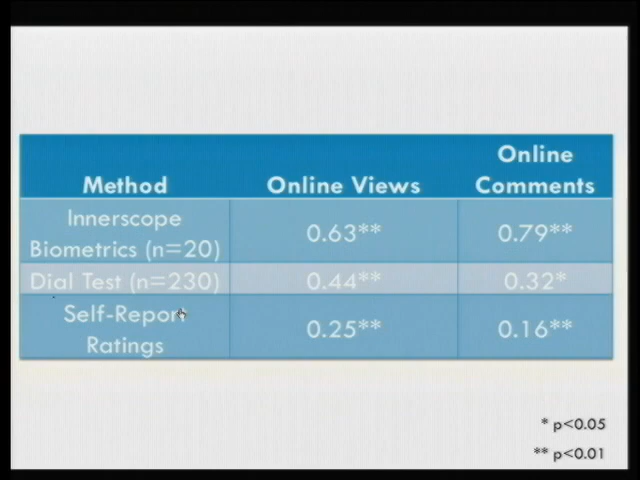 Method Online Views Online Comments
Innerscope Biometrics (n=20) 0.63** 0.79**
Dial Test (n=230) 0.44** 0.32*
Self-Report Ratings 0.25** 0.16**
* p<0.05
** p<0.01